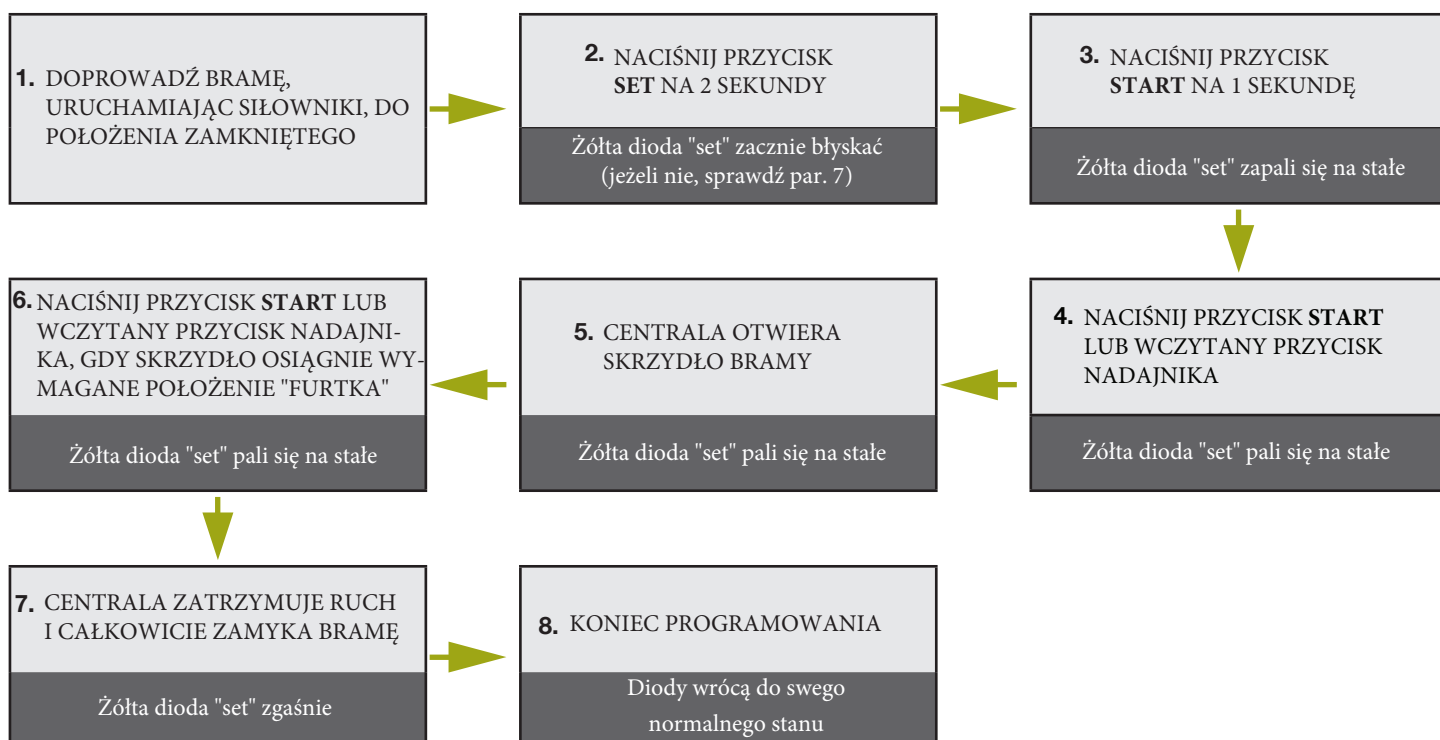 1. DOPROWADŹ BRAMĘ,
URUCHAMIAJĄC SIŁOWNIKI, DO
POŁOŻENIA ZAMKNIĘTEGO
2. NACIŚNIJ PRZYCISK
SET NA 2 SEKUNDY
Żółta dioda "set" zacznie błyskać
(jeżeli nie, sprawdź par. 7)
3. NACIŚNIJ PRZYCISK
START NA 1 SEKUNDĘ
Żółta dioda "set" zapali się na stałe
4. NACIŚNIJ PRZYCISK START
LUB WCZYTANY PRZYCISK
NADAJNIKA
Żółta dioda "set" pali się na stałe
5. CENTRALA OTWIERA
SKRZYDŁO BRAMY
Żółta dioda "set" pali się na stałe
6. NACIŚNIJ PRZYCISK START LUB
WCZYTANY PRZYCISK NADAJNI-
KA, GDY SKRZYDŁO OSIĄGNIE WY-
MAGANE POŁOŻENIE "FURTKA"
Żółta dioda "set" pali się na stałe
7. CENTRALA ZATRZYMUJE RUCH
I CAŁKOWICIE ZAMYKA BRAMĘ
Żółta dioda "set" zgaśnie
8. KONIEC PROGRAMOWANIA
Diody wrócą do swego
normalnego stanu